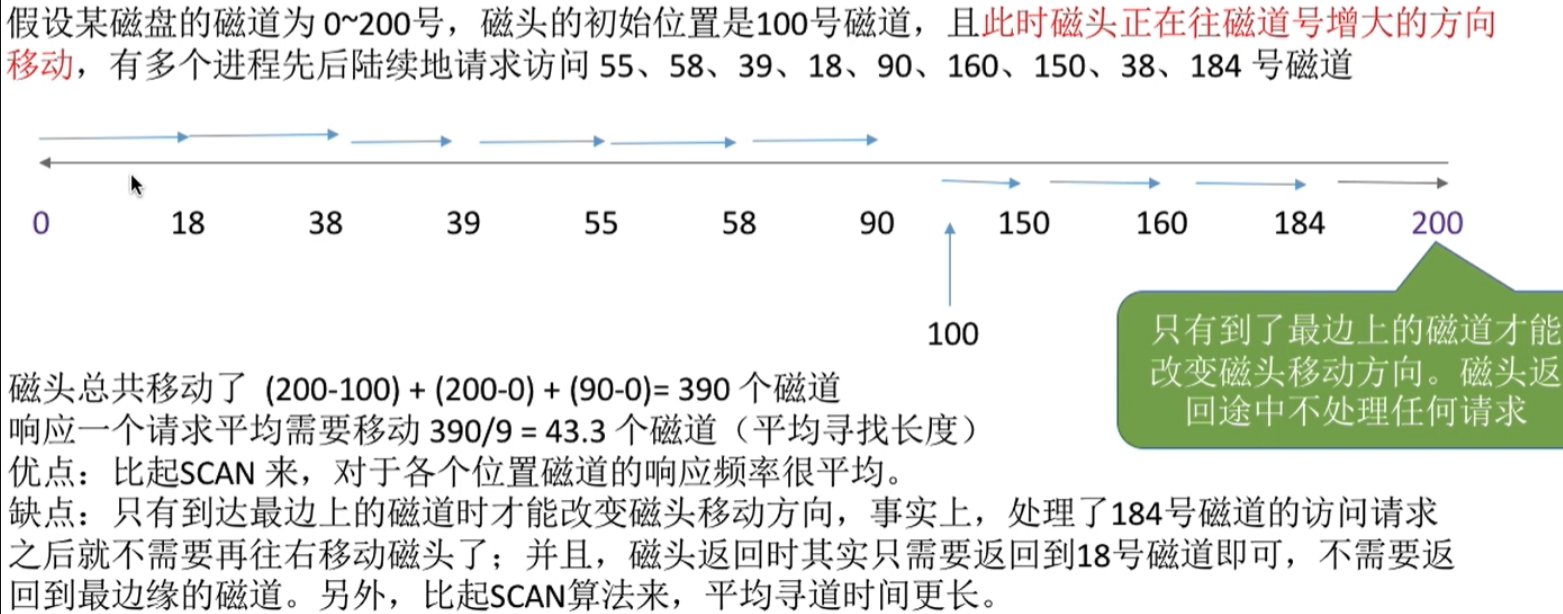 假设某磁盘的磁道为 0~200号，磁头的初始位置是100号磁道，且此时磁头正在往磁道号增大的方向
移动，有多个进程先后陆续地请求访问 55、58、39、18、90、160、150、38、184 号磁道
0 18 38 39 55 58 90 150 160 184 200
100
只有到了最边上的磁道才能
改变磁头移动方向。磁头返
回途中不处理任何请求
磁头总共移动了 (200-100) + (200-0) + (90-0)= 390 个磁道
响应一个请求平均需要移动 390/9 = 43.3 个磁道（平均寻找长度）
优点：比起SCAN 来，对于各个位置磁道的响应频率很平均。
缺点：只有到达最边上的磁道时才能改变磁头移动方向，事实上，处理了184号磁道的访问请求
之后就不需要再往右移动磁头了；并且，磁头返回时其实只需要返回到18号磁道即可，不需要返
回到最边缘的磁道。另外，比起SCAN算法来，平均寻道时间更长。